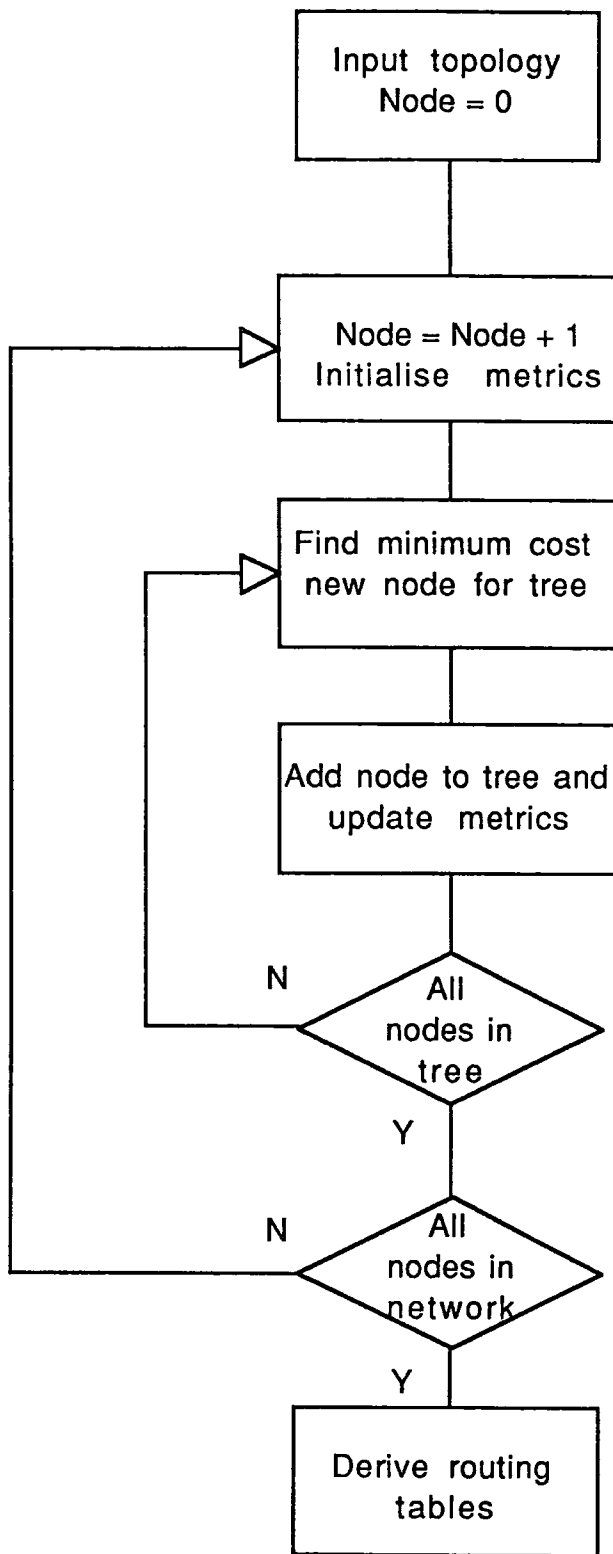 Input topology
Node = 0
Node = Node + 1
Initialise metrics
Find minimum cost
new node for tree
Add node to tree and
update metrics
N
All
nodes in
tree
Y
N
All
nodes in
network
Y
Derive routing
tables